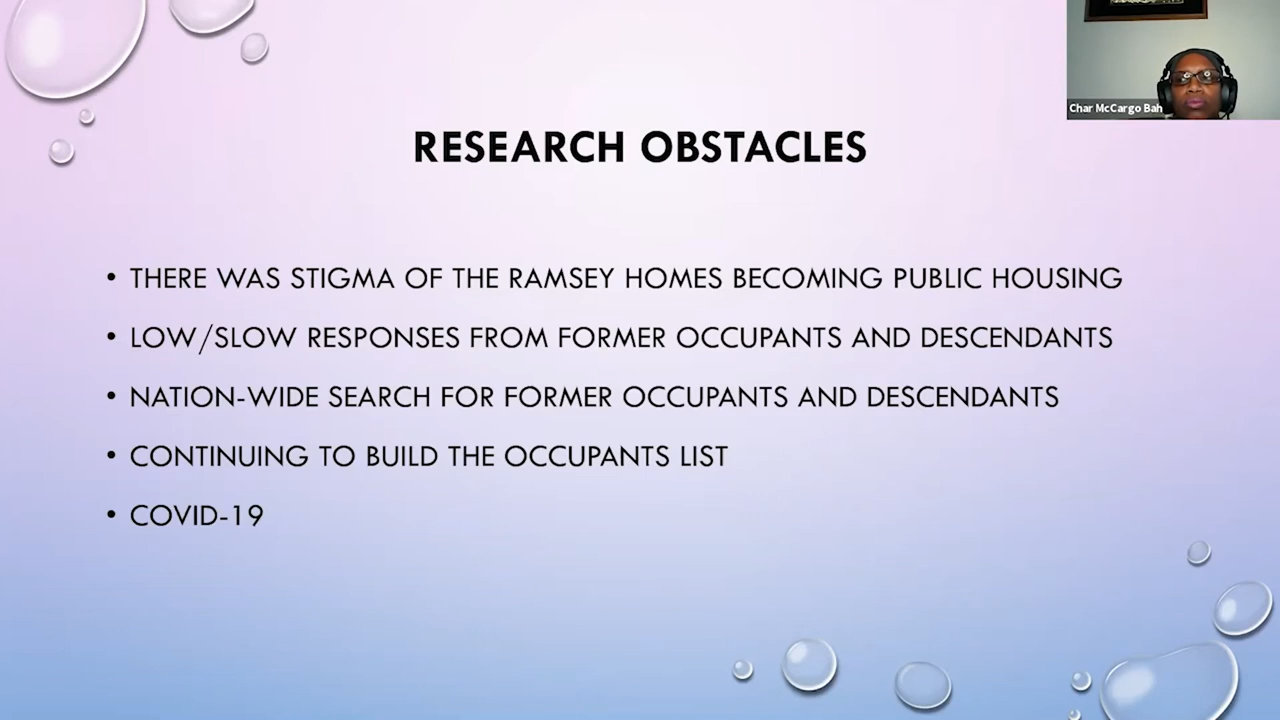 Char McCargo Bah
RESEARCH OBSTACLES
• THERE WAS STIGMA OF THE RAMSEY HOMES BECOMING PUBLIC HOUSING
• LOW/SLOW RESPONSES FROM FORMER OCCUPANTS AND DESCENDANTS
• NATION-WIDE SEARCH FOR FORMER OCCUPANTS AND DESCENDANTS
• CONTINUING TO BUILD THE OCCUPANTS LIST
• COVID-19